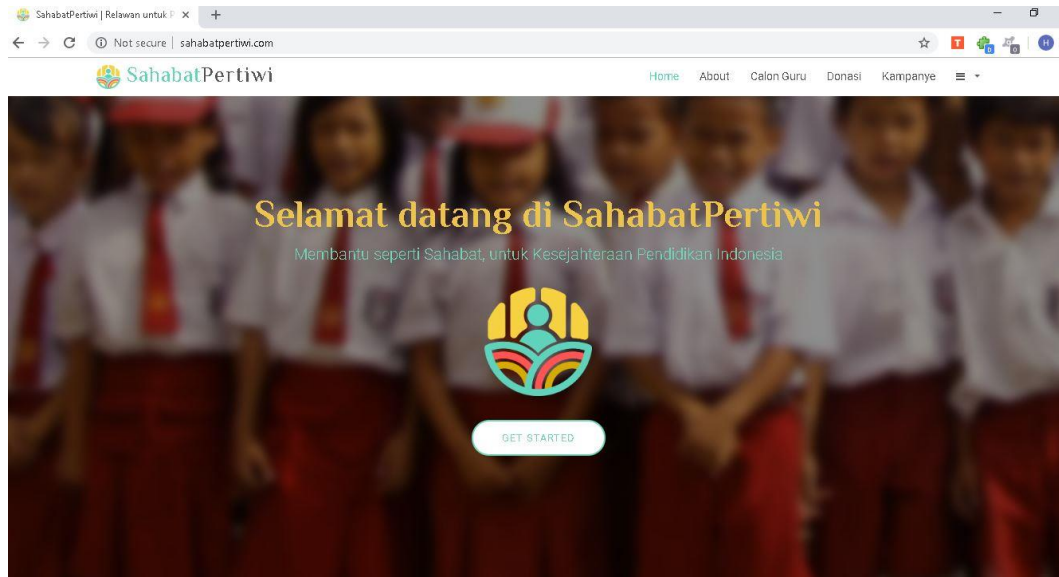 SahabatPertiwi | Relawan untuk P
Not secure | sahabatpertiwi.com
T
b
0
H
SahabatPertiwi
Home About Calon Guru Donasi Kampanye
Selamat datang di SahabatPertiwi
Membantu seperti Sahabat, untuk Kesejahteraan Pendidikan Indonesia
GET STARTED